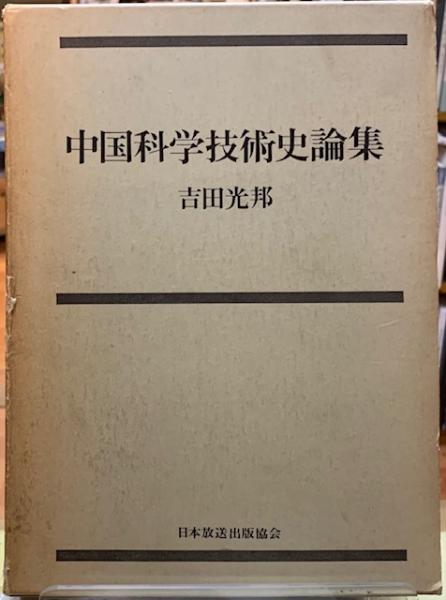 中国科学技術史論集
吉田光邦
日本放送出版協会